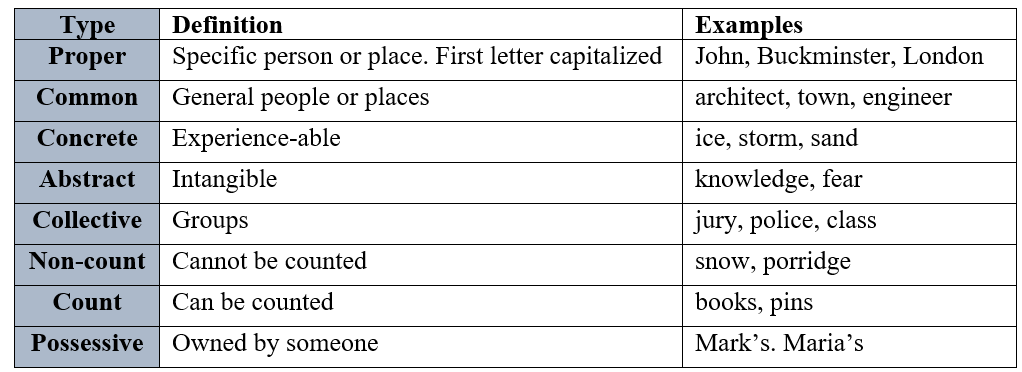 Type Definition Examples
Proper Specific person or place. First letter capitalized John, Buckminster, London
Common General people or places architect, town, engineer
Concrete Experience-able ice, storm, sand
Abstract Intangible knowledge, fear
Collective Groups jury, police, class
Non-count Cannot be counted snow, porridge
Count Can be counted books, pins
Possessive Owned by someone Mark’s. Maria’s